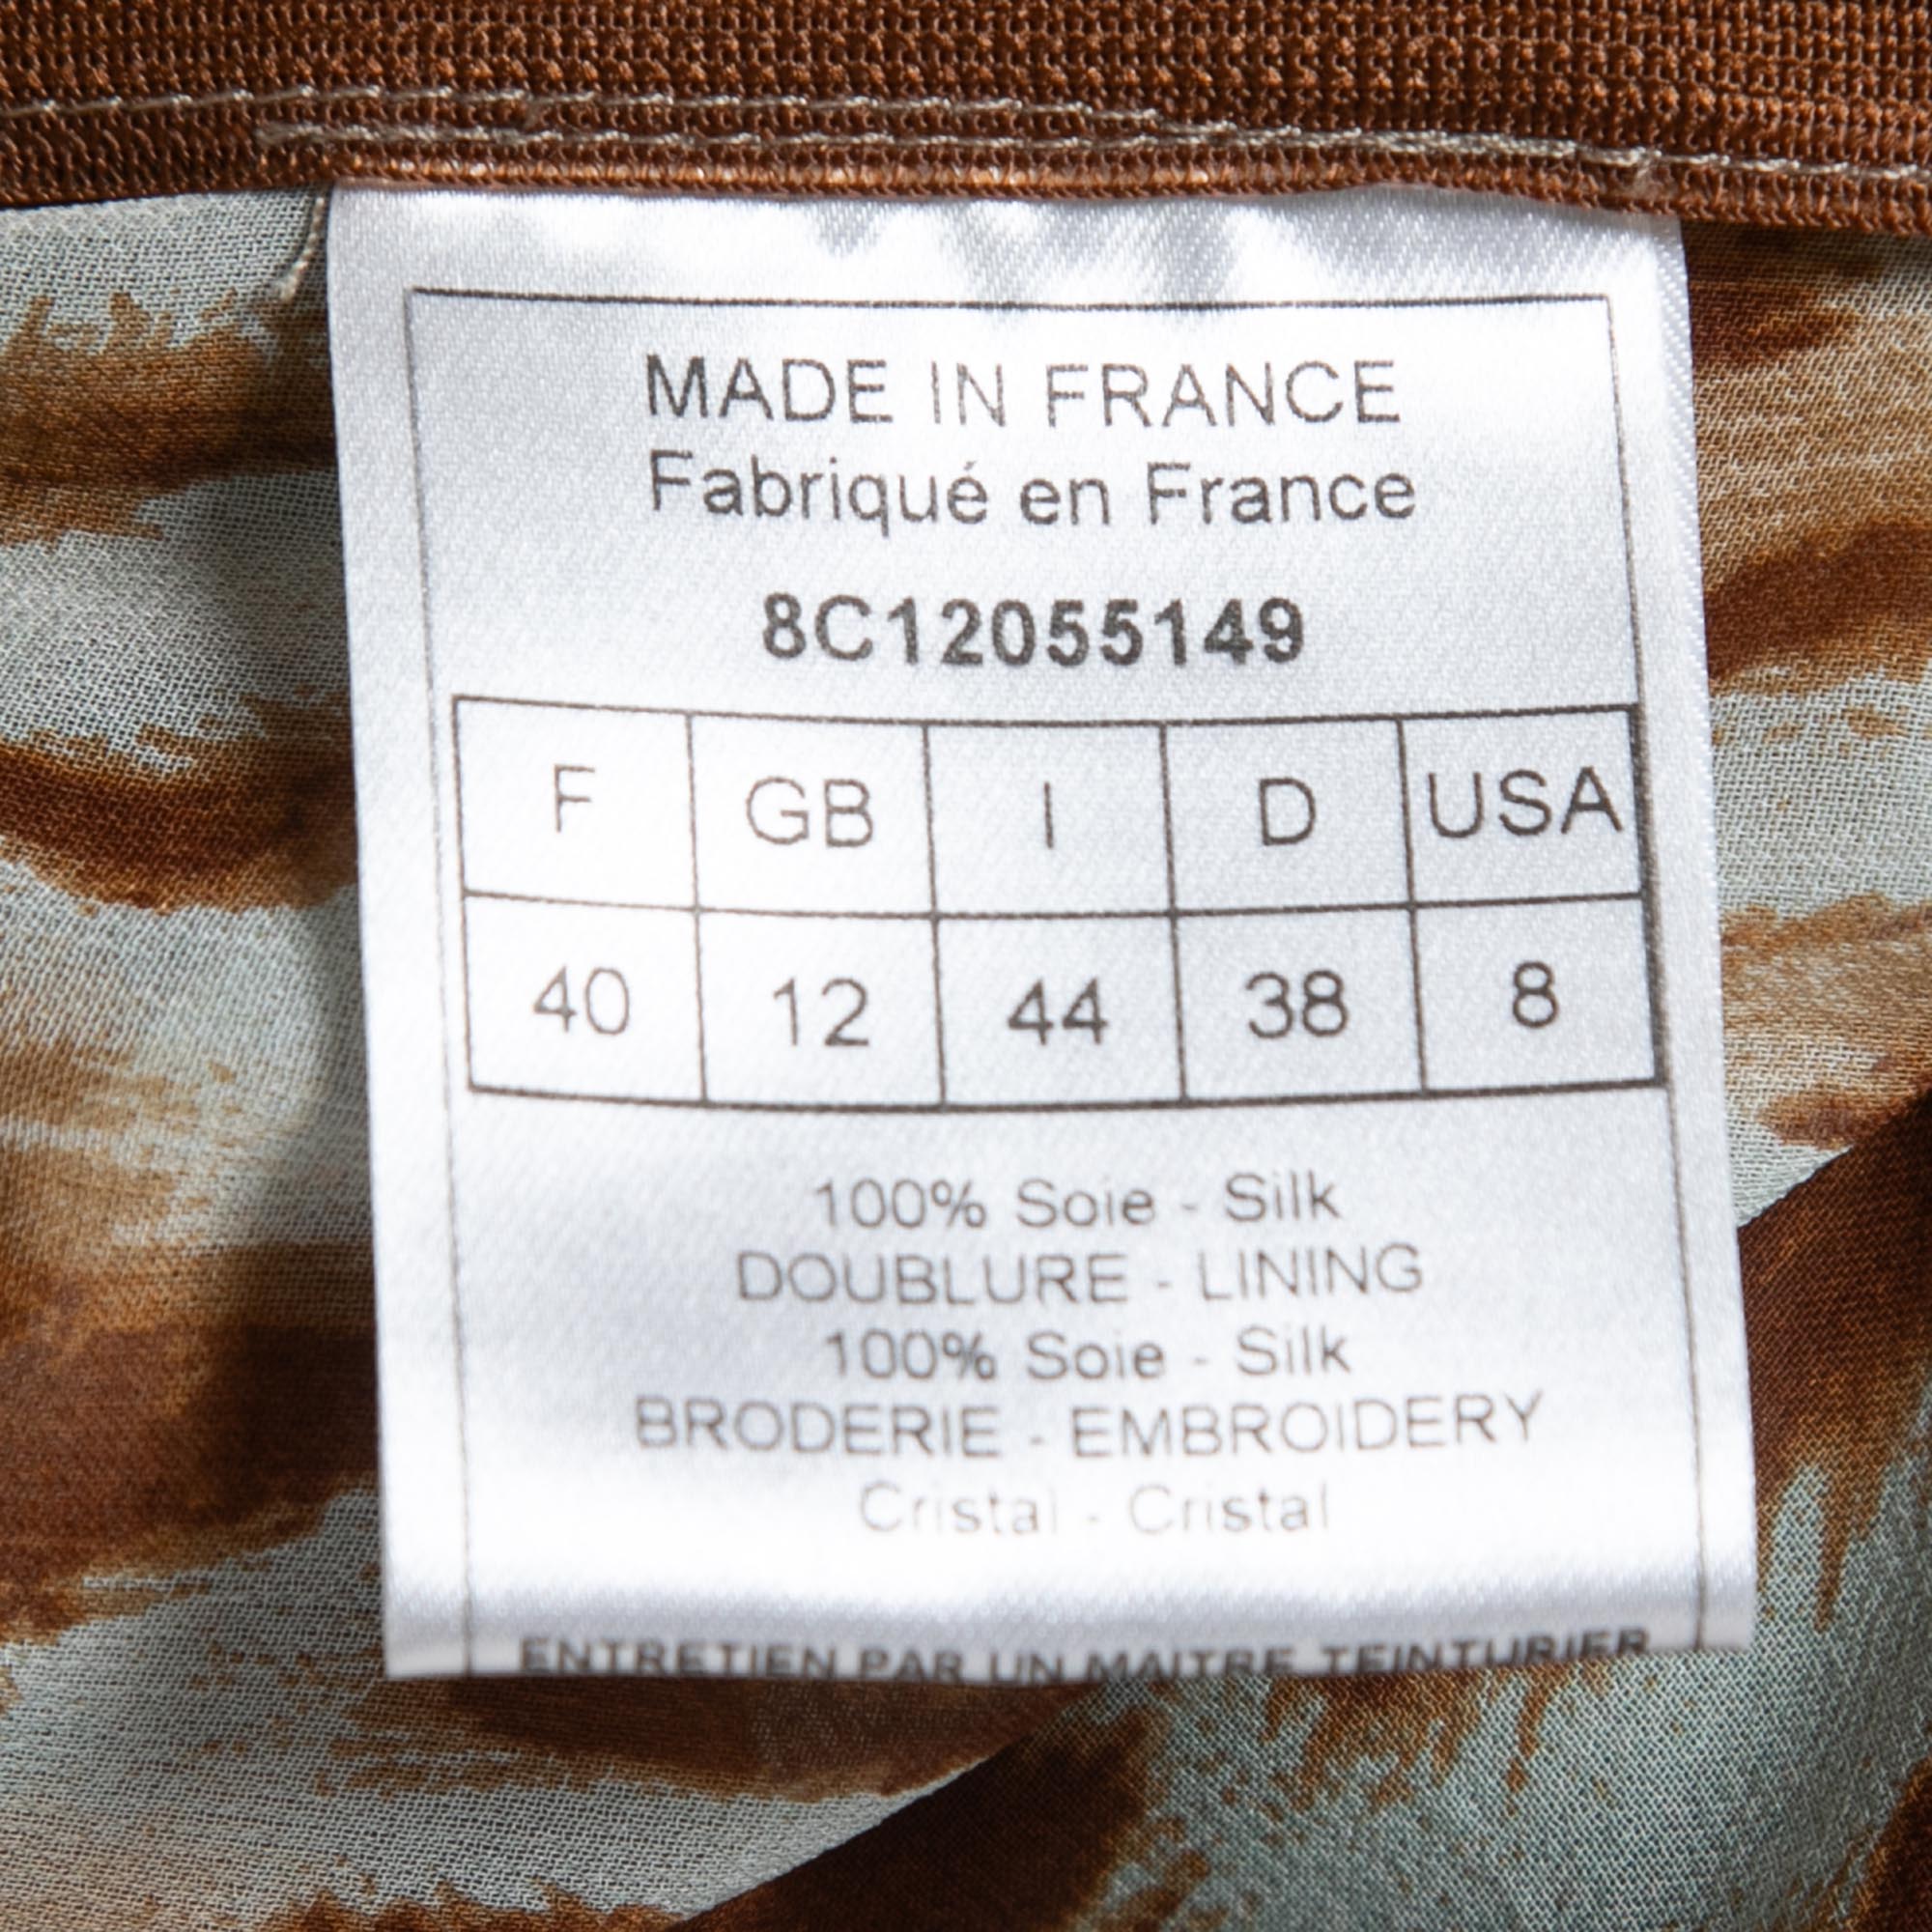 MADE IN FRANCE
Fabriqué en France
8C12055149
F GB I D USA
40 12 44 38 8
100% Soie - Silk
DOUBLURE - LINING
100% Soie - Silk
BRODERIE - EMBROIDERY
Cristal - Cristal
ENTRETIEN PAR UN MAITRE TEINTURIER